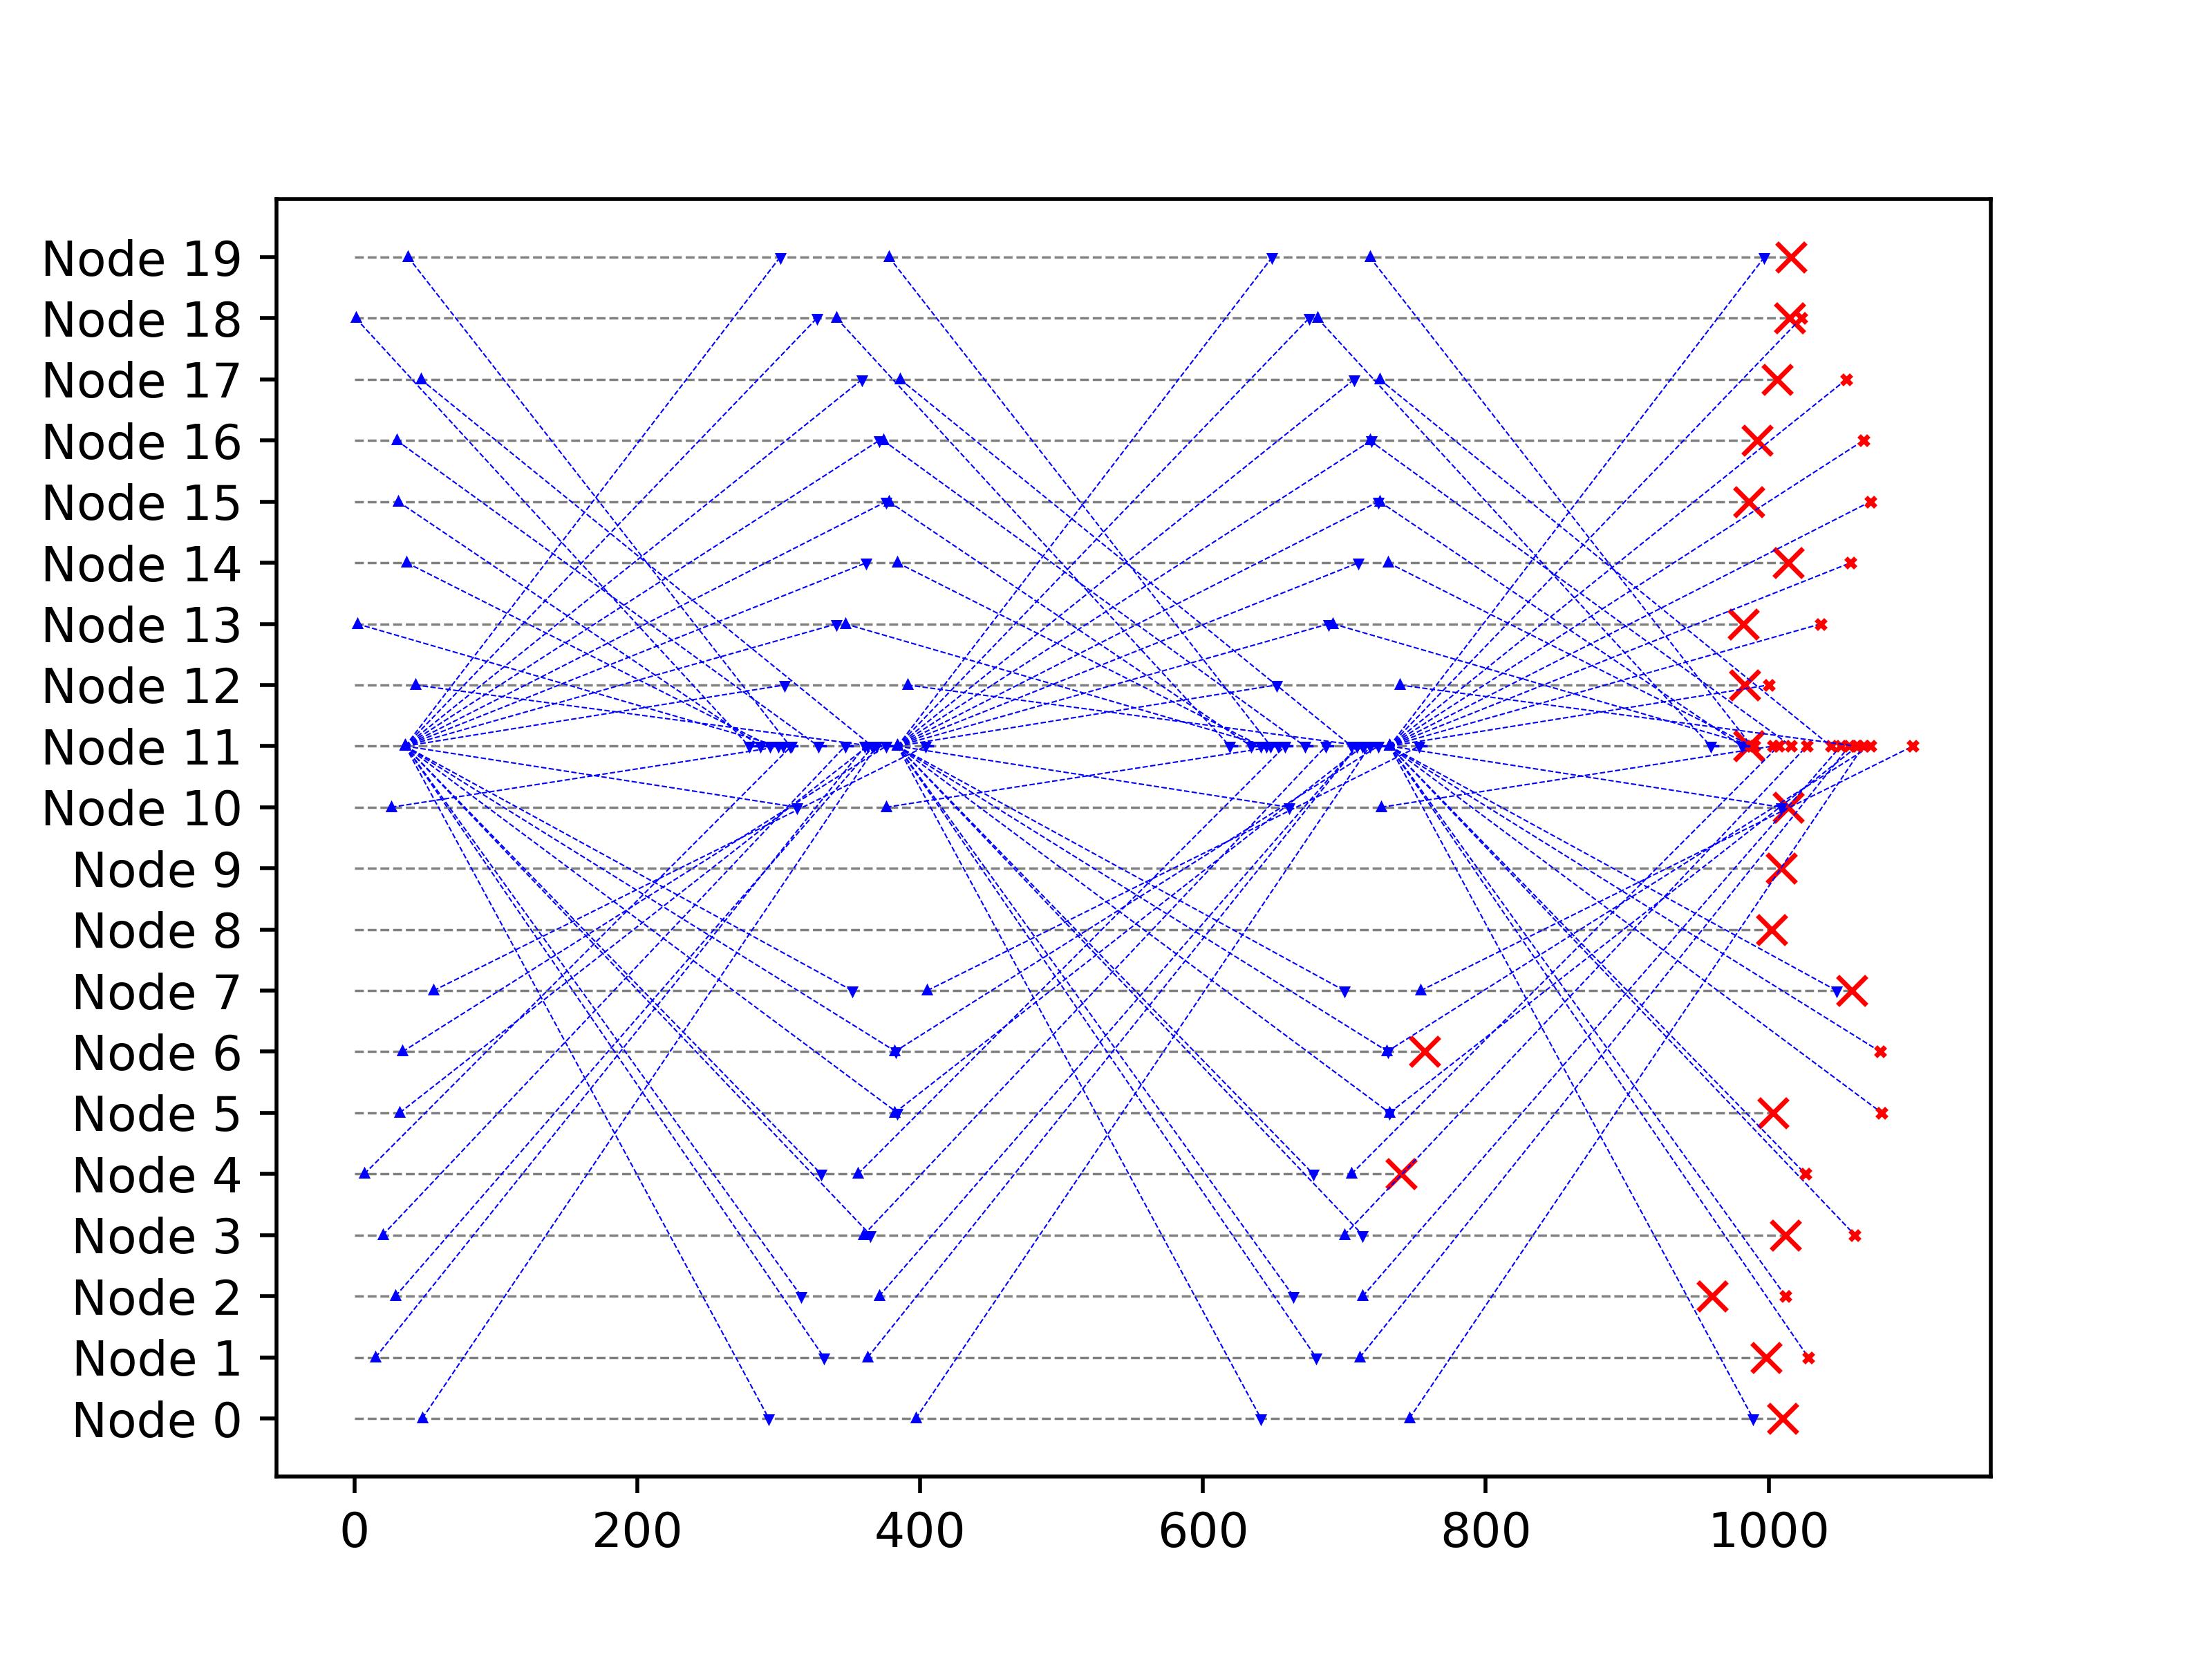 Node 19
Node 18
Node 17
Node 16
Node 15
Node 14
Node 13
Node 12
Node 11
Node 10
Node 9
Node 8
Node 7
Node 6
Node 5
Node 4
Node 3
Node 2
Node 1
Node 0
0 200 400 600 800 1000